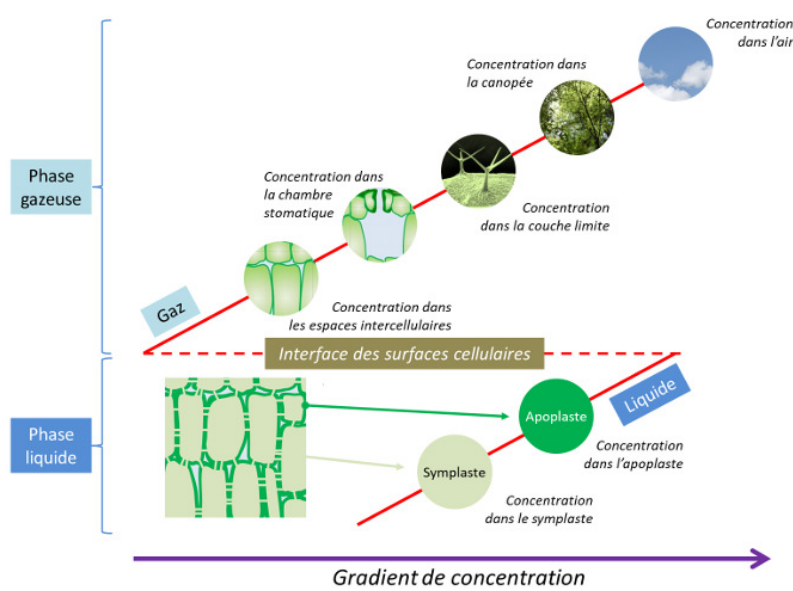 Concentration
dans l'air
Concentration dans
la canopée
Phase
gazeuse
Concentration dans
la chambre
stomatique
Concentration
dans la couche limite
Gaz
Concentration dans
les espaces intercellulaires
Interface des surfaces cellulaires
Phase
liquide
Liquide
Apoplaste
Concentration
dans l'apoplaste
Symplaste
Concentration
dans le symplaste
Gradient de concentration